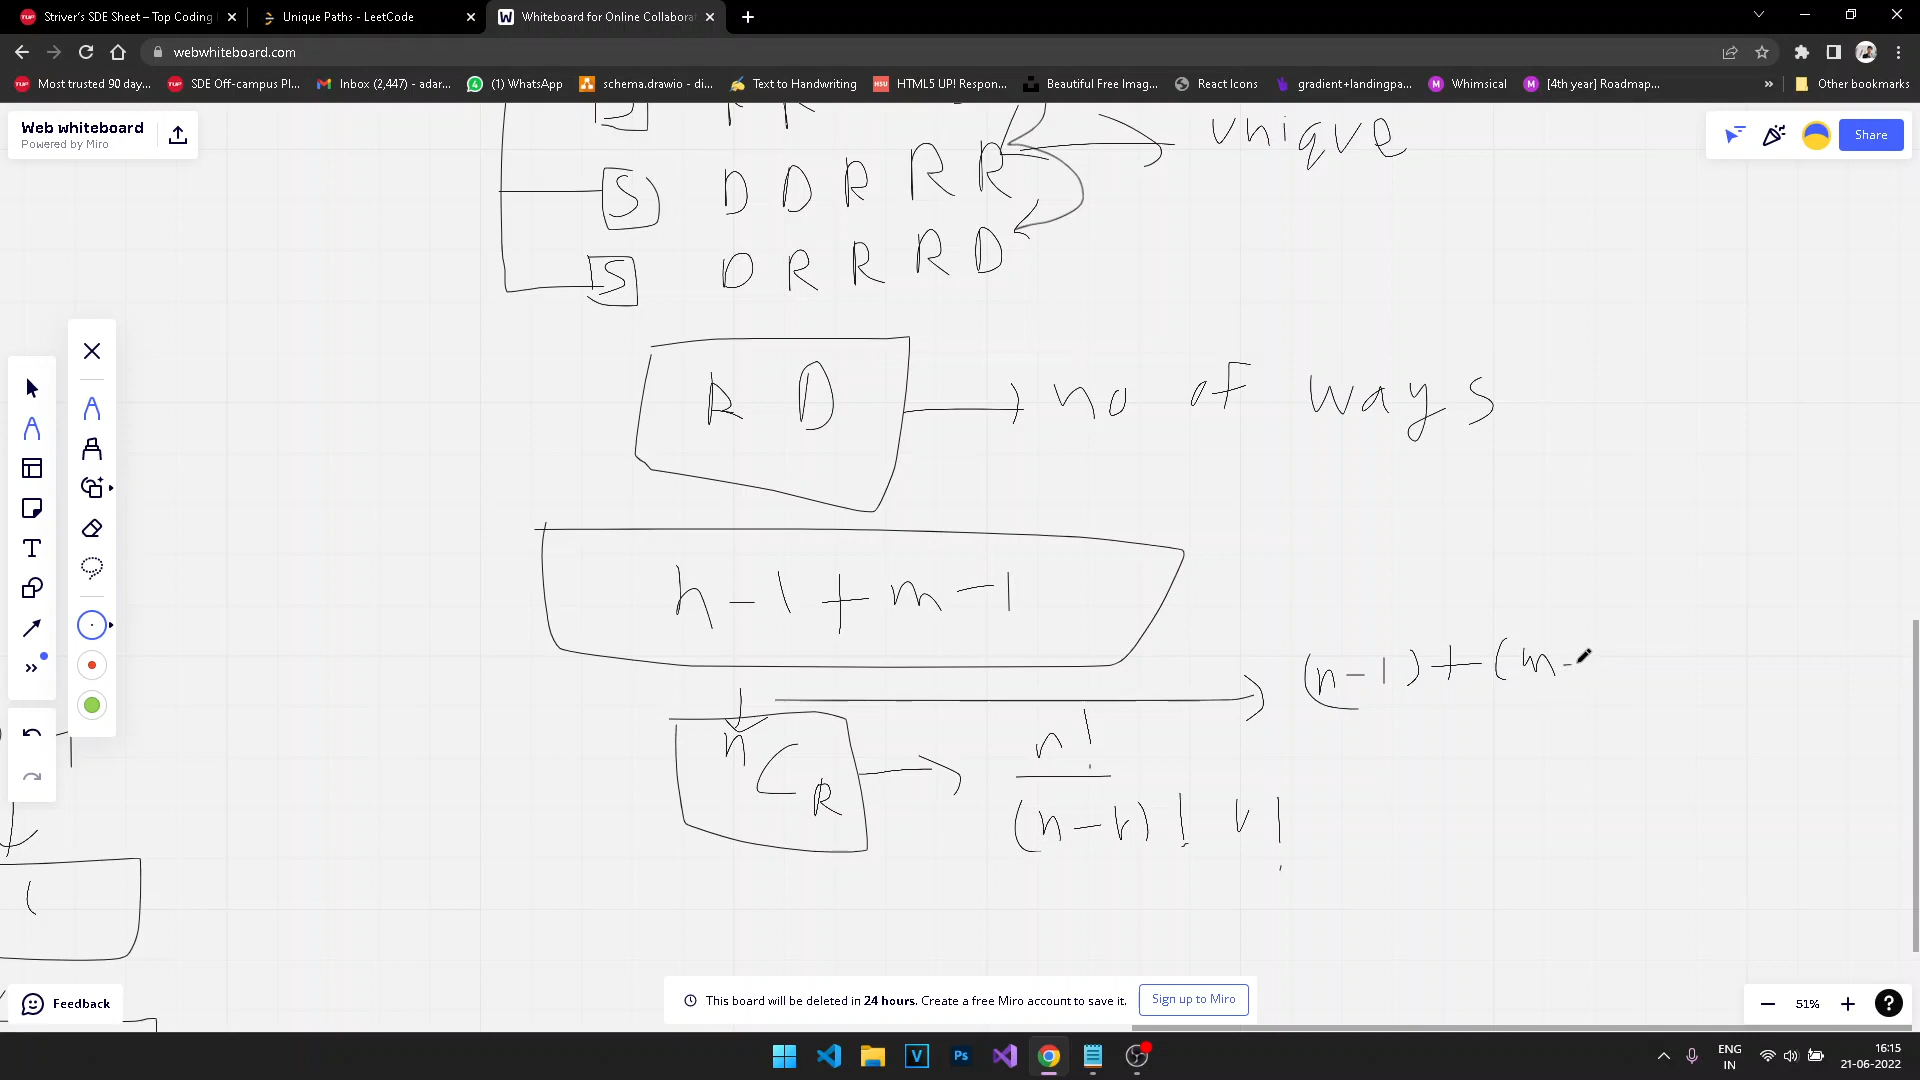 Striver's SDE Sheet – Top Coding
Unique Paths - LeetCode
Whiteboard for Online Collabora
webwhiteboard.com
Most trusted 90 day...
SDE Off-campus Pl...
Inbox (2,447) - adar...
(1) WhatsApp
schema.drawio - di...
Text to Handwriting
HTML5 UP! Respon...
Beautiful Free Imag...
React Icons
gradient+landingpa...
Whimsical
[4th year] Roadmap...
Other bookmarks
Web whiteboard
Powered by Miro
Share
unique
S D D R R R
S D R R R D
R D → no of ways
n-1+m-1
(n-1)+(m-
n C R → n!
(n-r)! r!
Feedback
This board will be deleted in 24 hours. Create a free Miro account to save it.
Sign up to Miro
51%
ENG
IN
16:15
21-06-2022